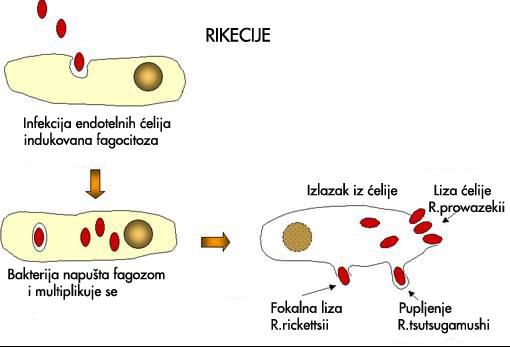 RIKECIJE
Infekcija endotelnih ćelija
indukovana fagocitoza
Bakterija napušta fagozom
i multiplikuje se
Izlazak iz ćelije
Liza ćelije
R.prowazekii
Fokalna liza
R.rickettsii
Pupljenje
R.tsutsugamushi